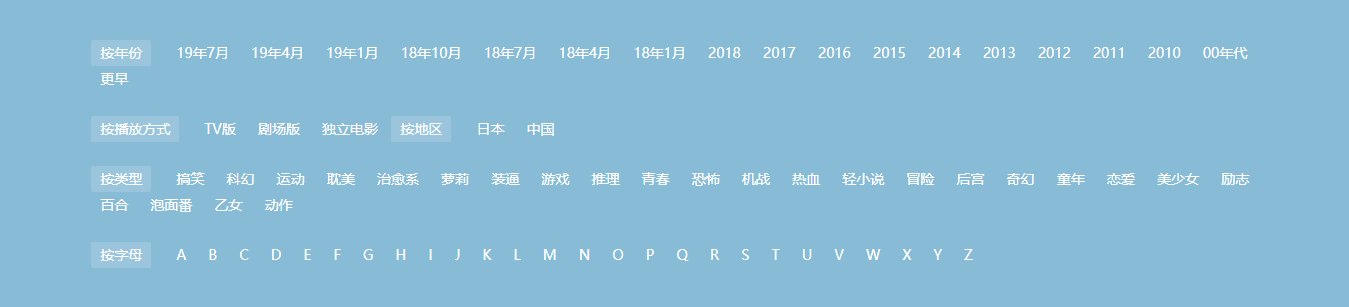 按年份 19年7月 19年4月 19年1月 18年10月 18年7月 18年4月 18年1月 2018 2017 2016 2015 2014 2013 2012 2011 2010 00年代
更早
按播放方式 TV版 剧场版 独立电影 按地区 日本 中国
按类型 搞笑 科幻 运动 耽美 治愈系 萝莉 装逼 游戏 推理 青春 恐怖 机战 热血 轻小说 冒险 后宫 奇幻 童年 恋爱 美少女 励志
百合 泡面番 乙女 动作
按字母 A B C D E F G H I J K L M N O P Q R S T U V W X Y Z